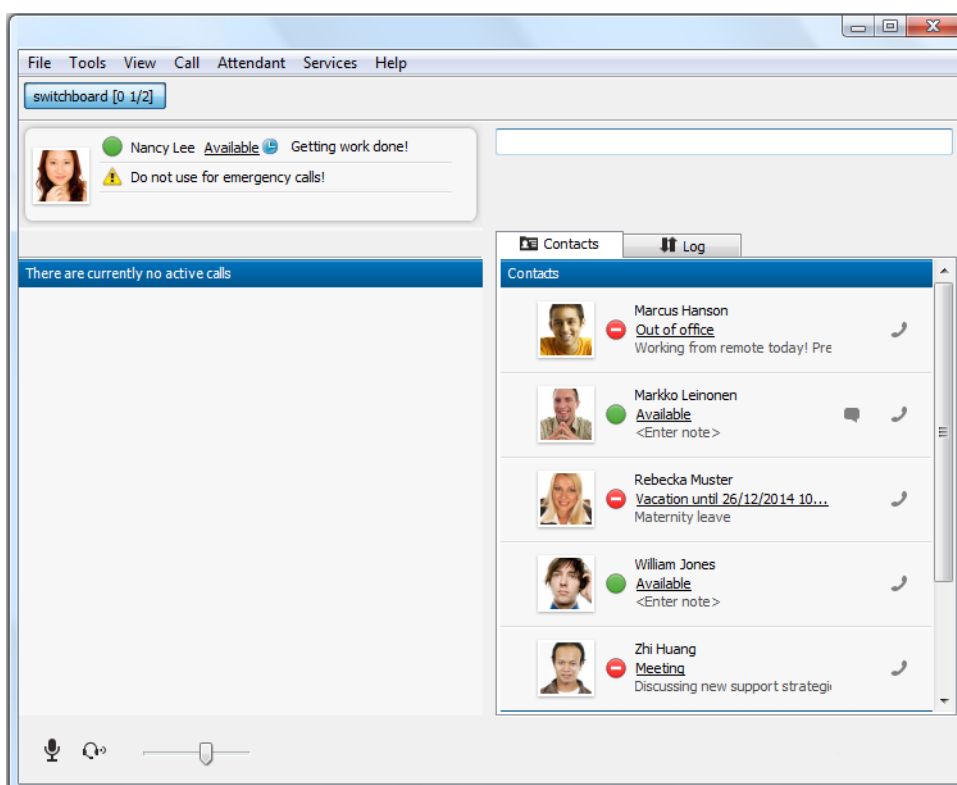 File Tools View Call Attendant Services Help
switchboard [0 1/2]
Nancy Lee Available Getting work done!
Do not use for emergency calls!
Contacts Log
There are currently no active calls
Contacts
Marcus Hanson
Out of office
Working from remote today! Pre
Markko Leinonen
Available
<Enter note>
Rebecka Muster
Vacation until 26/12/2014 10...
Maternity leave
William Jones
Available
<Enter note>
Zhi Huang
Meeting
Discussing new support strategi